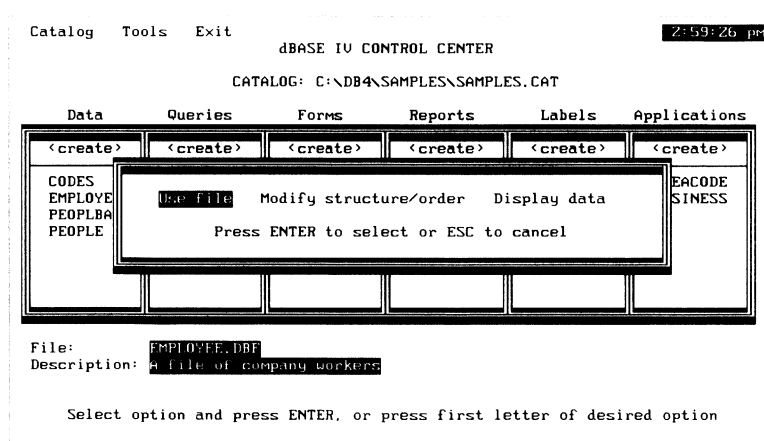 Catalog Tools Exit 2:59:26 pm
dBASE IV CONTROL CENTER
CATALOG: C:\DB4\SAMPLES\SAMPLES.CAT
Data Queries Forms Reports Labels Applications
<create> <create> <create> <create> <create> <create>
CODES EACODE
EMPLOYE Use file Modify structure/order Display data SINESS
PEOPLBA
PEOPLE Press ENTER to select or ESC to cancel
File: EMPLOYEE.DBF
Description: A file of company workers
Select option and press ENTER, or press first letter of desired option